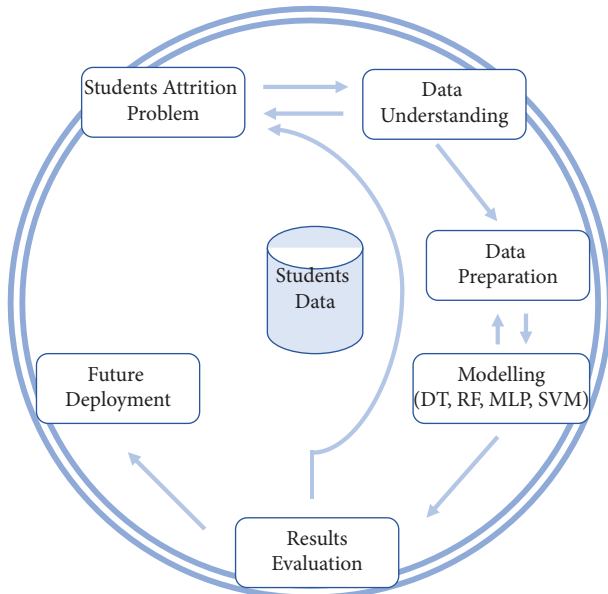 Students Attrition
Problem
Data
Understanding
Students
Data
Data
Preparation
Future
Deployment
Modelling
(DT, RF, MLP, SVM)
Results
Evaluation